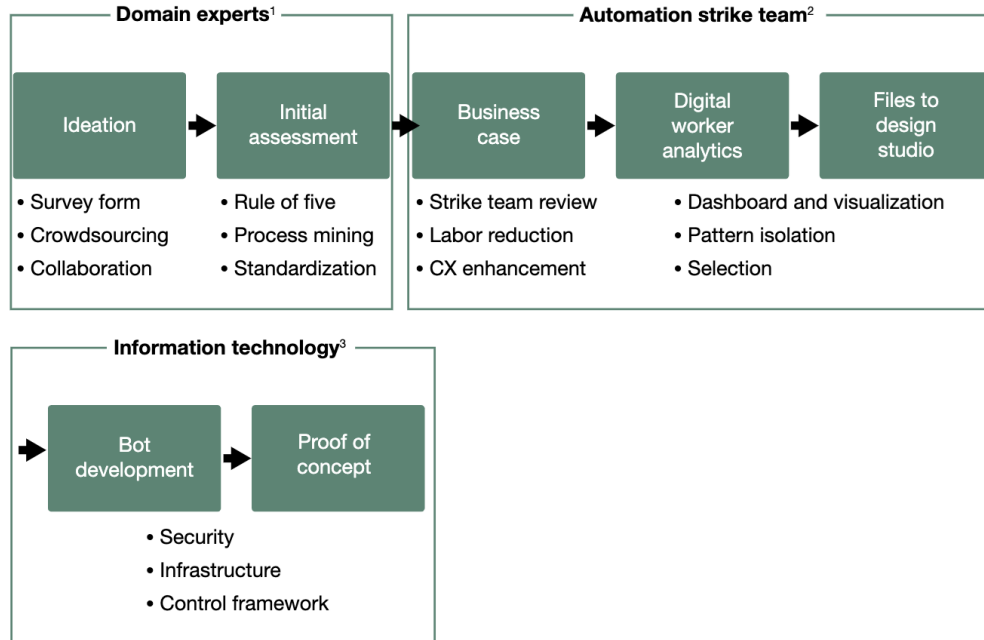 Domain experts¹
Automation strike team²
Ideation
Initial
assessment
Business
case
Digital
worker
analytics
Files to
design
studio
• Survey form
• Crowdsourcing
• Collaboration
• Rule of five
• Process mining
• Standardization
• Strike team review
• Labor reduction
• CX enhancement
• Dashboard and visualization
• Pattern isolation
• Selection
Information technology³
Bot
development
Proof of
concept
• Security
• Infrastructure
• Control framework